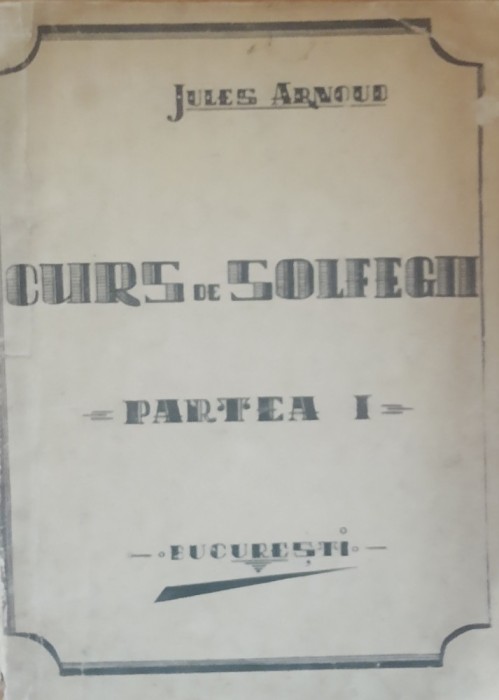 JULES ARNOUD
CURS DE SOLFEGII
PARTEA I
BUCUREȘTI